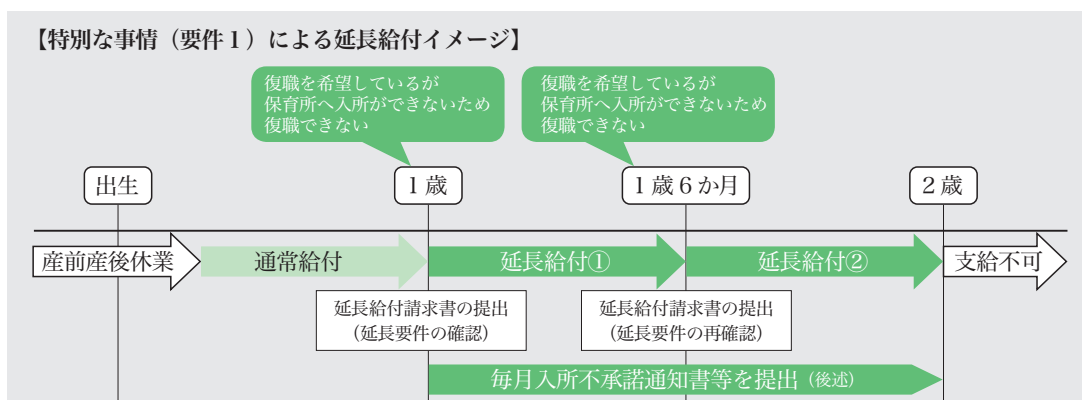 【特別な事情（要件１）による延長給付イメージ】
復職を希望しているが
保育所へ入所ができないため
復職できない
復職を希望しているが
保育所へ入所ができないため
復職できない
出生
１歳
１歳６か月
２歳
産前産後休業
通常給付
延長給付①
延長給付②
支給不可
延長給付請求書の提出
（延長要件の確認）
延長給付請求書の提出
（延長要件の再確認）
毎月入所不承諾通知書等を提出（後述）